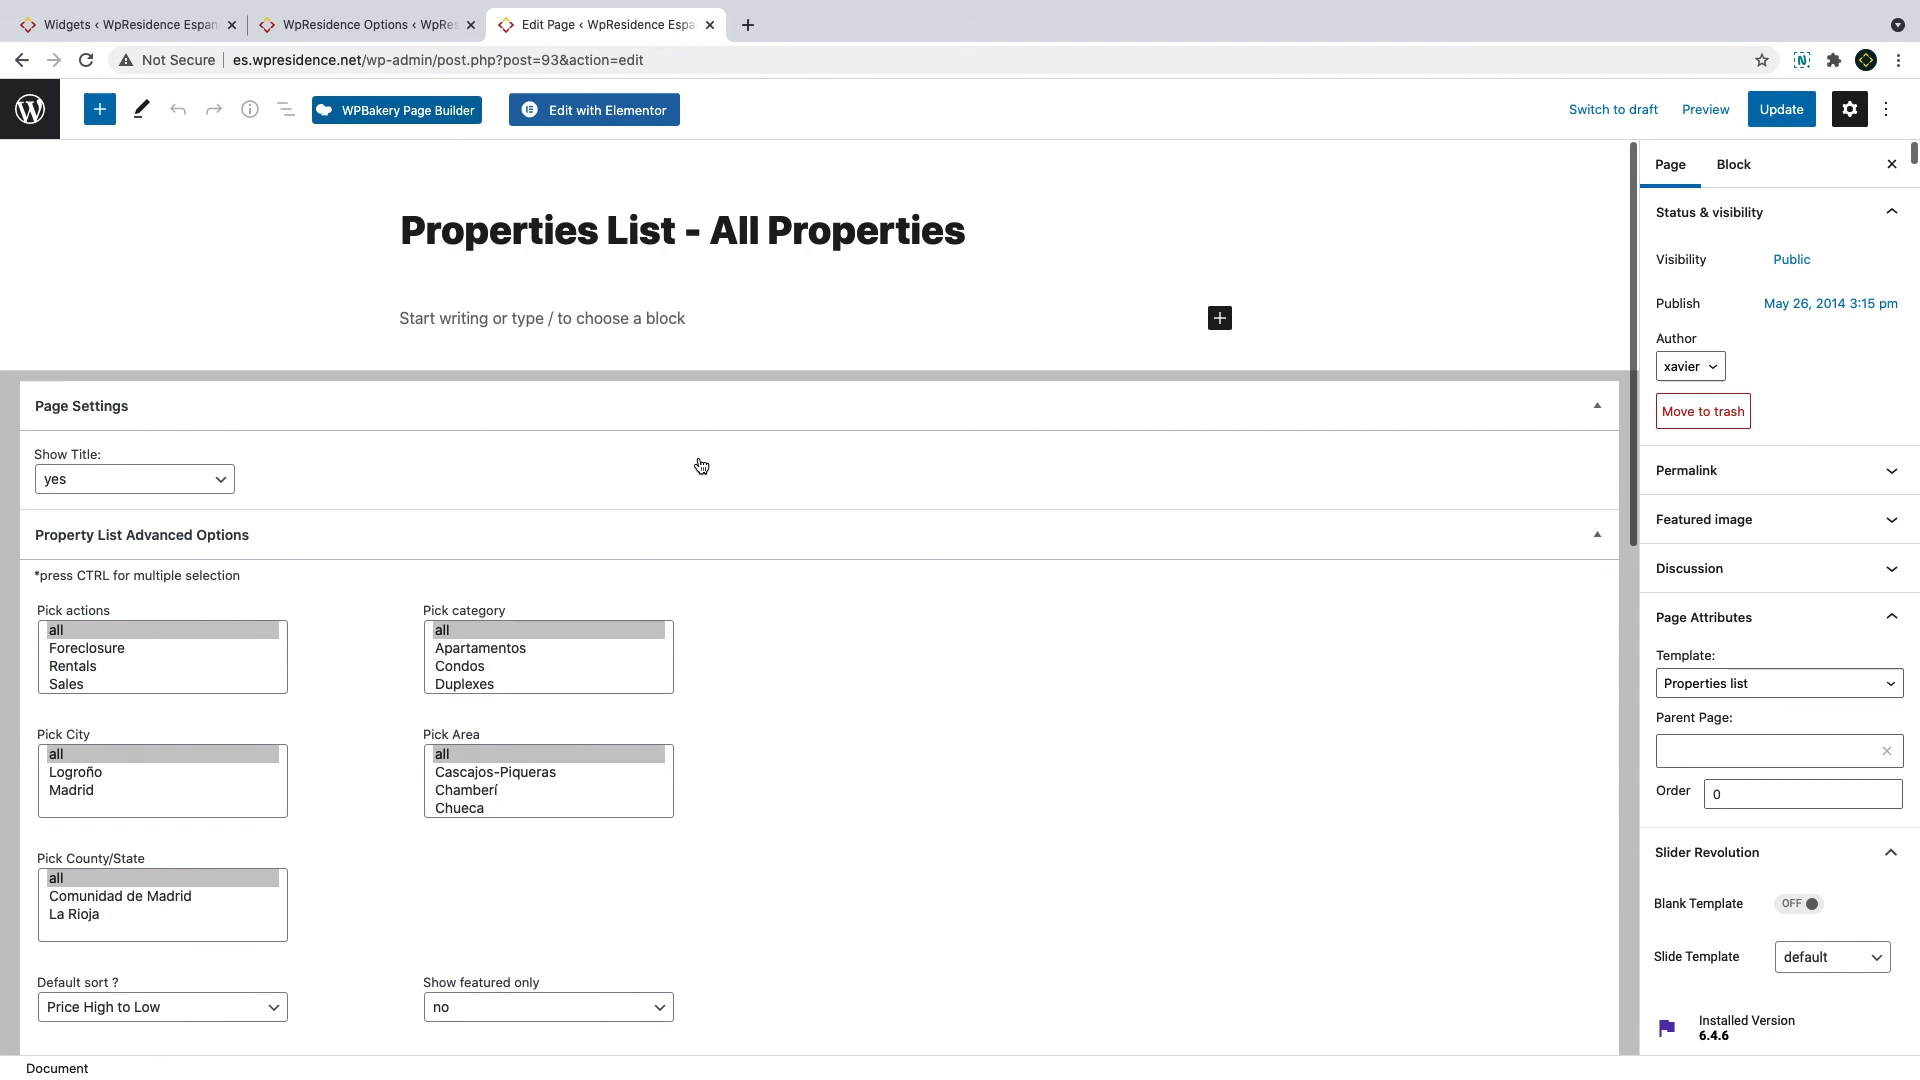 Widgets ‹ WpResidence Espan
WpResidence Options ‹ WpRes
Edit Page ‹ WpResidence Espa
Not Secure
es.wpresidence.net/wp-admin/post.php?post=93&action=edit
WPBakery Page Builder
Edit with Elementor
Switch to draft
Preview
Update
Properties List - All Properties
Start writing or type / to choose a block
Page Settings
Show Title:
yes
Property List Advanced Options
*press CTRL for multiple selection
Pick actions
all
Foreclosure
Rentals
Sales
Pick category
all
Apartamentos
Condos
Duplexes
Pick City
all
Logroño
Madrid
Pick Area
all
Cascajos-Piqueras
Chamberí
Chueca
Pick County/State
all
Comunidad de Madrid
La Rioja
Default sort ?
Price High to Low
Show featured only
no
Page
Block
Status & visibility
Visibility
Public
Publish
May 26, 2014 3:15 pm
Author
xavier
Move to trash
Permalink
Featured image
Discussion
Page Attributes
Template:
Properties list
Parent Page:
Order
0
Slider Revolution
Blank Template
OFF
Slide Template
default
Installed Version
6.4.6
Document